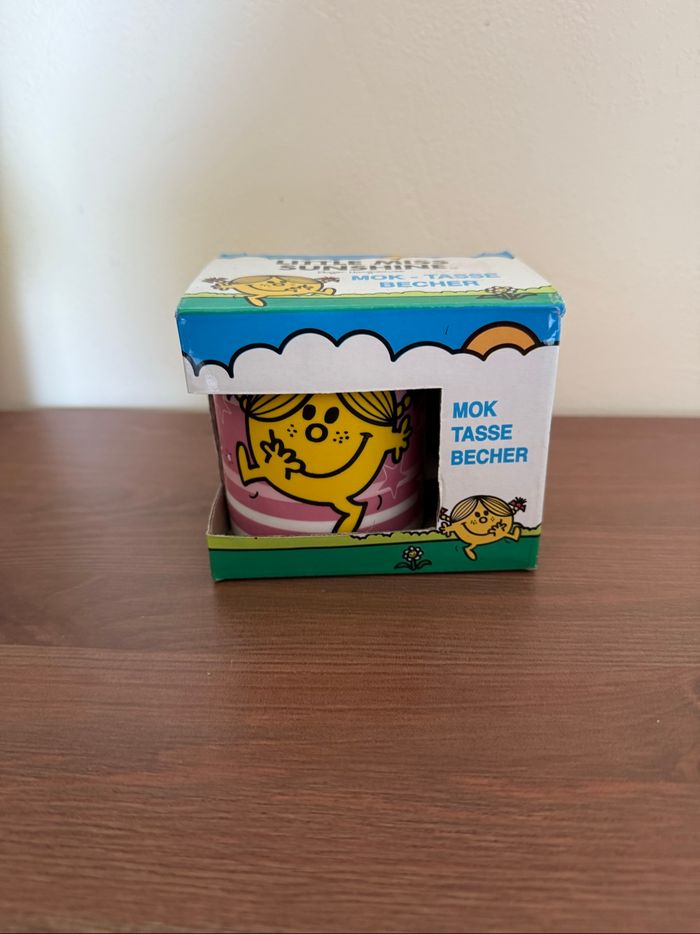 LITTLE MISS
SUNSHINE
MOK - TASSE
BECHER
MOK
TASSE
BECHER